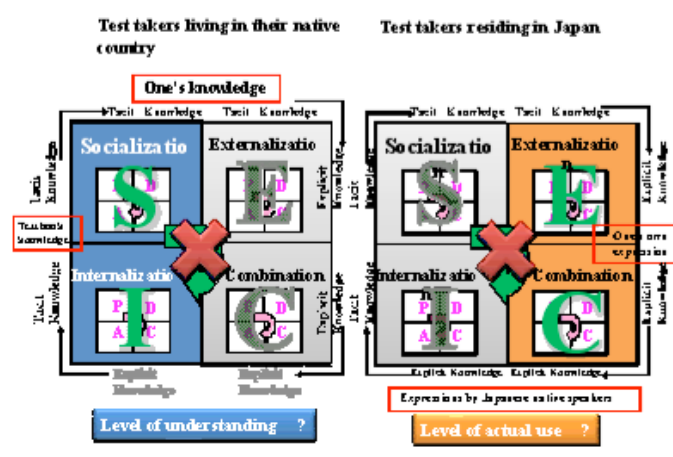 Test takers living in their native
country
Test takers residing in Japan
One's knowledge
Tacit Knowledge Tacit Knowledge
Tacit Knowledge Tacit Knowledge
Socializatio
Externalizatio
Socializatio
n
Externalizatio
n
S
E
S
E
D
D
A
C
Tacit
Knowledge
Explicit
Knowledge
Tacit
Knowledge
Explicit
Knowledge
Textbook
knowledge
One's own
expression
Internalizatio
Combination
Internalizatio
n
Combination
P D
A C
I
C
I
C
Tacit
Knowledge
Explicit
Knowledge
Tacit
Knowledge
Explicit
Knowledge
Explicit
Knowledge
Explicit
Knowledge
Explicit Knowledge
Explicit Knowledge
Expressions by Japanese native speakers
Level of understanding ?
Level of actual use ?